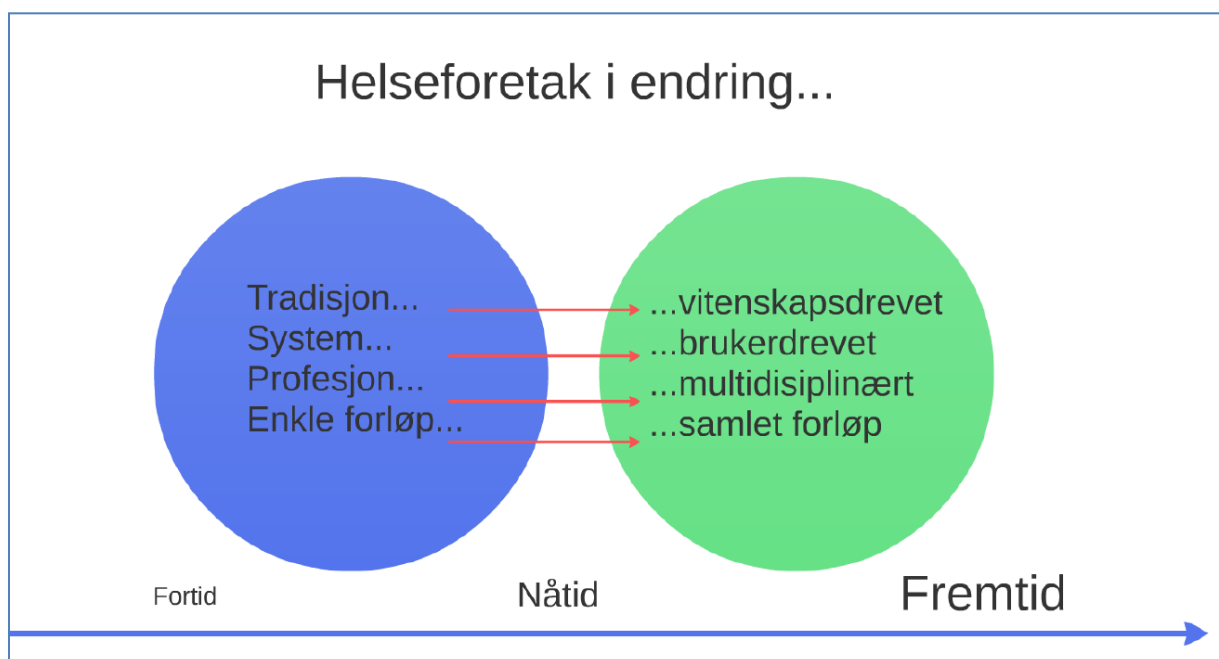 Helseforetak i endring...
Tradisjon...
System...
Profesjon...
Enkle forløp...
...vitenskapsdrevet
...brukerdrevet
...multidisiplinært
...samlet forløp
Fortid
Nåtid
Fremtid